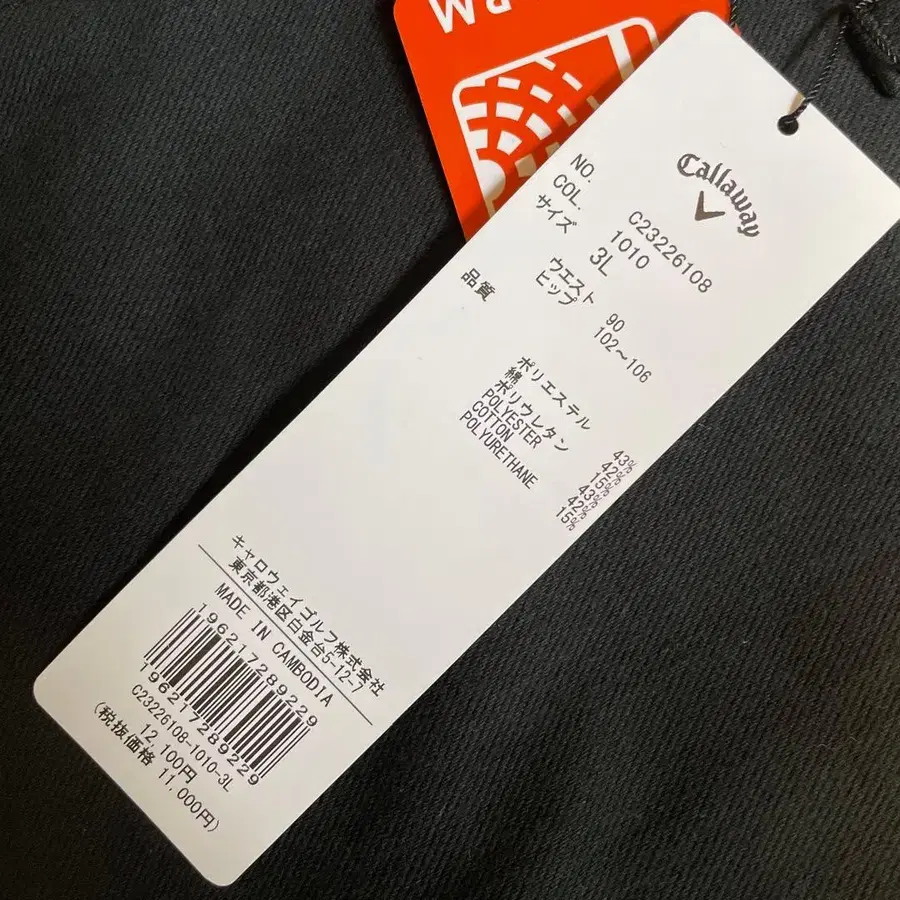 Callaway
NO. C23226108
COL. 1010
サイズ 3L
ウエスト 90
ヒップ 102～106
品質
ポリエステル 43%
綿 42%
ポリウレタン 15%
POLYESTER 43%
COTTON 42%
POLYURETHANE 15%
キャロウェイゴルフ株式会社
東京都港区白金台5-12-7
MADE IN CAMBODIA
196217289229
196217289229
C23226108-1010-3L
12,100円
(税抜価格 11,000円)